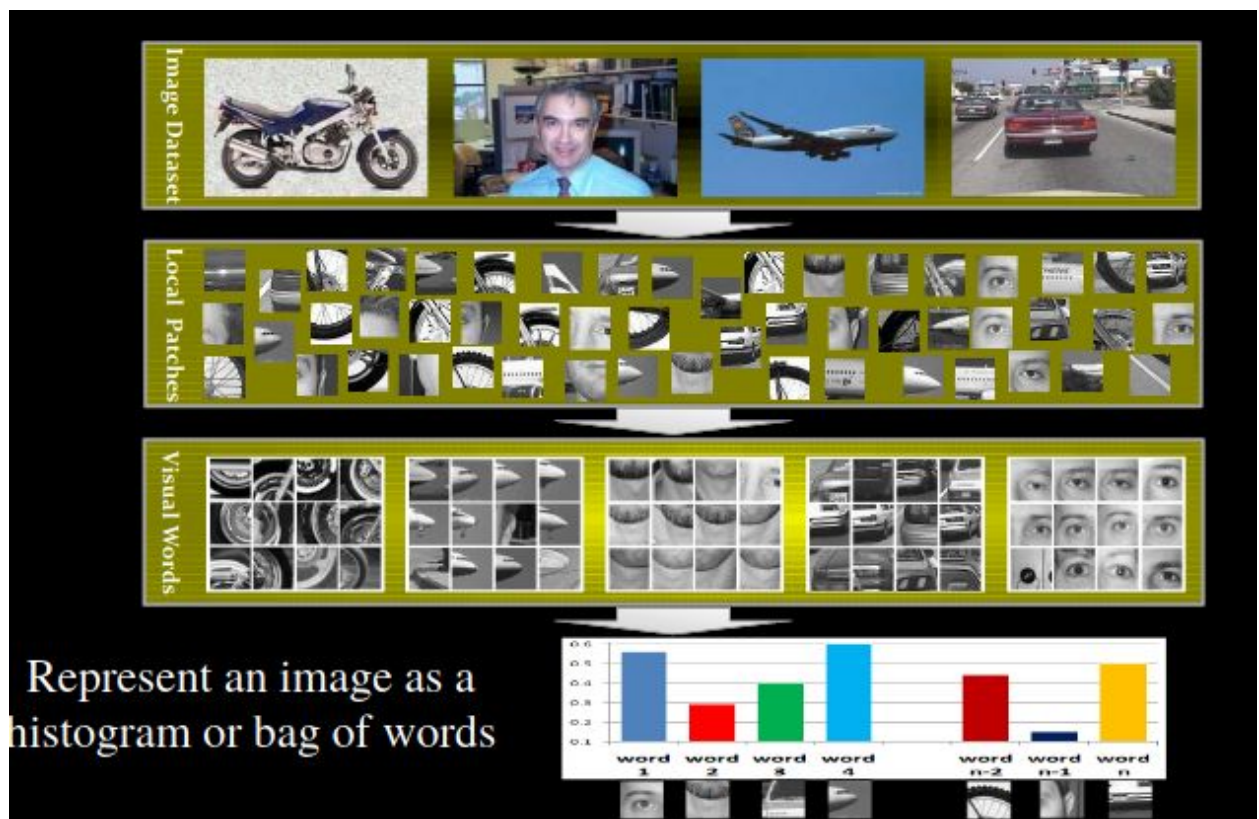 Image Dataset
Local Patches
Visual Words
Represent an image as a
histogram or bag of words
0.6
0.5
0.4
0.3
0.2
0.1
word 1
word 2
word 3
word 4
word n-2
word n-1
word n